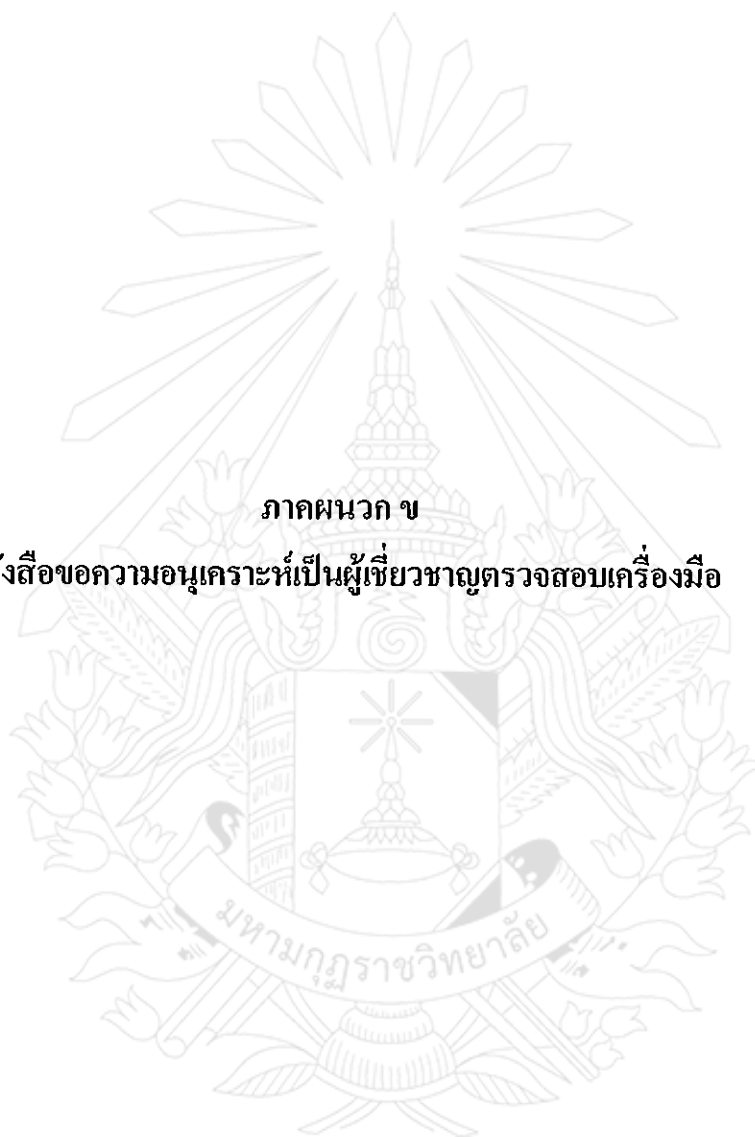 ภาคผนวก ข
งสือขอความอนุเคราะห์เป็นผู้เชี่ยวชาญตรวจสอบเครื่องมือ
มหามกุฏราชวิทยาลัย